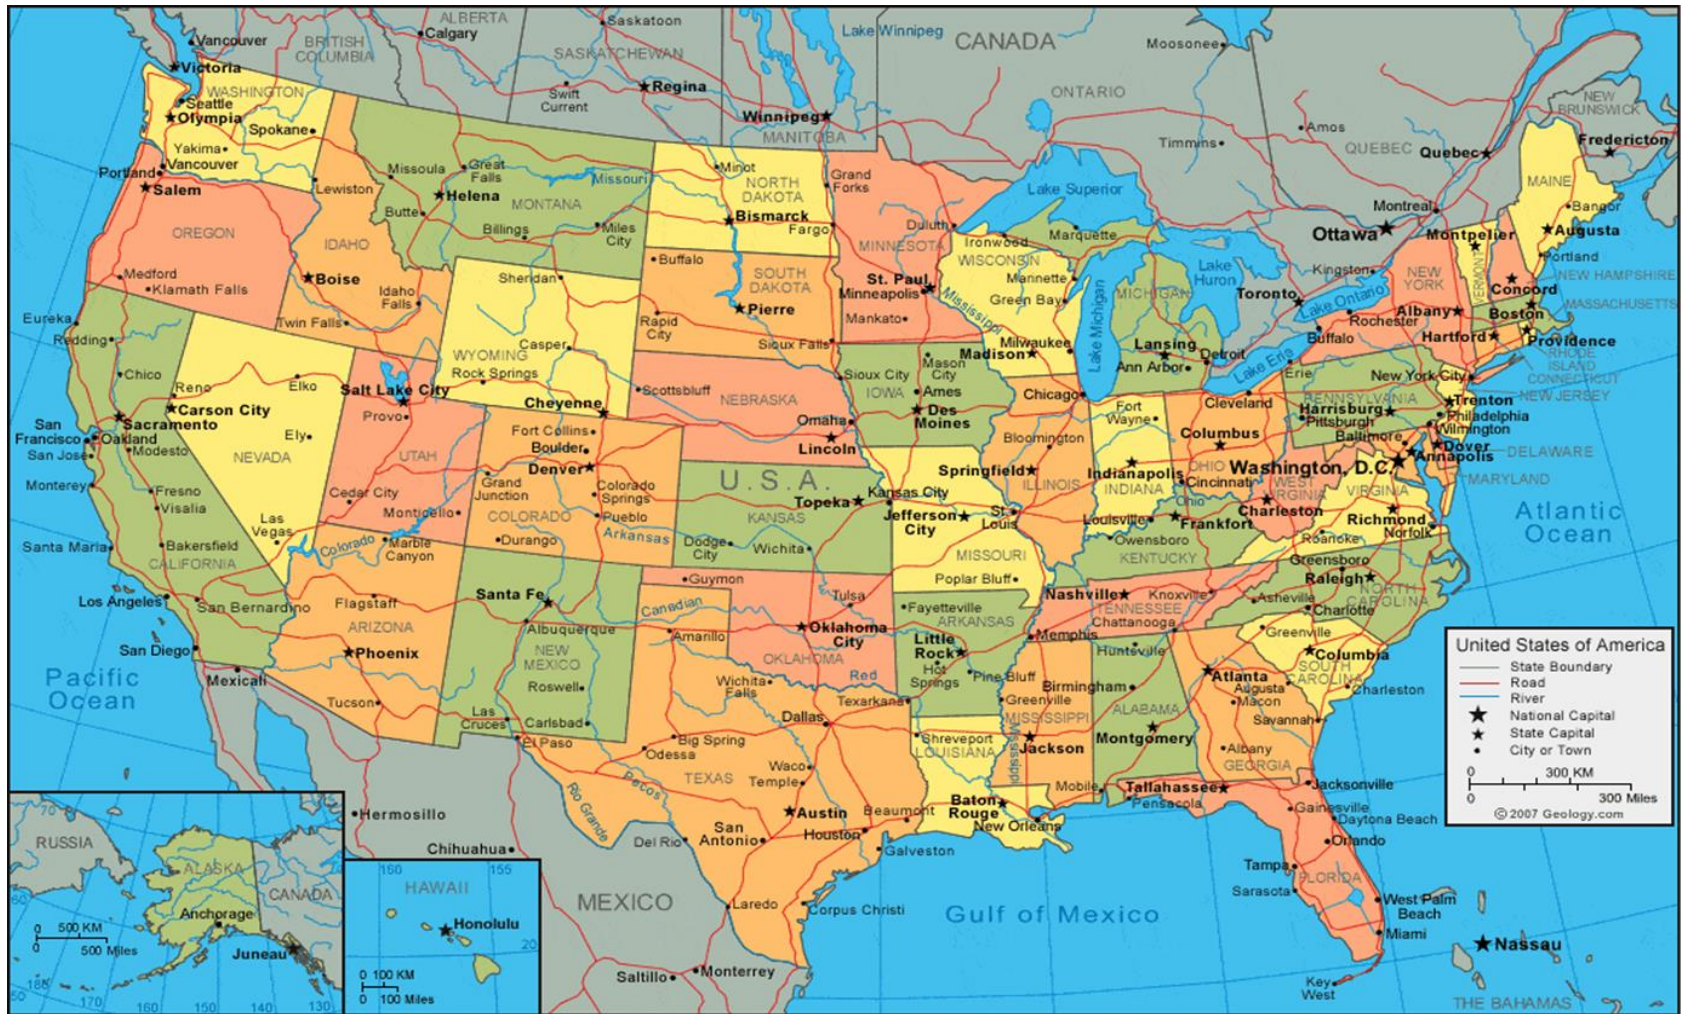 Vancouver
Victoria
BRITISH
COLUMBIA
ALBERTA
Calgary
Saskatoon
SASKATCHEWAN
Swift
Current
Regina
Winnipeg
MANITOBA
Lake Winnipeg
CANADA
ONTARIO
Moosonee
Timmins
Amos
QUEBEC
Quebec
NEW
BRUNSWICK
Fredericton
Montreal
Ottawa
Kingston
Toronto
WASHINGTON
Seattle
Olympia
Spokane
Yakima
Vancouver
Portland
Salem
OREGON
Medford
Klamath Falls
Lewiston
IDAHO
Boise
Idaho
Falls
Twin Falls
Missoula
Great
Falls
Helena
Butte
MONTANA
Billings
Miles
City
Missouri
Minot
NORTH
DAKOTA
Bismarck
Fargo
Grand
Forks
Buffalo
SOUTH
DAKOTA
Pierre
Rapid
City
Sioux Falls
Duluth
MINNESOTA
St. Paul
Minneapolis
Mankato
Mississippi
Lake Superior
Ironwood
Marquette
WISCONSIN
Marinette
Green Bay
Milwaukee
Madison
Lake Michigan
Lake
Huron
MICHIGAN
Lansing
Detroit
Ann Arbor
Lake Erie
Lake Ontario
MAINE
Bangor
Augusta
Portland
Montpelier
VERMONT
NEW HAMPSHIRE
Concord
MASSACHUSETTS
Boston
Providence
RHODE
ISLAND
CONNECTICUT
Hartford
NEW
YORK
Albany
Rochester
Buffalo
New York City
NEW JERSEY
Trenton
Erie
PENNSYLVANIA
Harrisburg
Pittsburgh
Philadelphia
Wilmington
Baltimore
Dover
Annapolis
DELAWARE
MARYLAND
Washington, D.C.
Eureka
Redding
Chico
Sacramento
San
Francisco
Oakland
San Jose
Modesto
Monterey
Fresno
Visalia
Santa Maria
Bakersfield
CALIFORNIA
Los Angeles
San Bernardino
San Diego
Reno
Carson City
Elko
Ely
NEVADA
Las
Vegas
Salt Lake City
Provo
UTAH
Cedar City
Monticello
Colorado
Sheridan
Casper
WYOMING
Rock Springs
Cheyenne
Fort Collins
Boulder
Denver
Grand
Junction
Colorado
Springs
COLORADO
Pueblo
Durango
Arkansas
Scottsbluff
NEBRASKA
Omaha
Lincoln
Sioux City
Mason
City
IOWA
Ames
Des
Moines
U.S.A.
Topeka
KANSAS
Dodge
City
Wichita
Kansas City
Jefferson
City
St.
Louis
MISSOURI
Poplar Bluff
Chicago
Bloomington
Springfield
ILLINOIS
Fort
Wayne
Indianapolis
INDIANA
Cleveland
Columbus
OHIO
Cincinnati
Ohio
WEST
VIRGINIA
Charleston
VIRGINIA
Richmond
Norfolk
Roanoke
Louisville
Frankfort
Owensboro
KENTUCKY
Marble
Canyon
Flagstaff
ARIZONA
Phoenix
Tucson
Santa Fe
Albuquerque
NEW
MEXICO
Roswell
Las
Cruces
Carlsbad
Guymon
Tulsa
Canadian
Oklahoma
City
OKLAHOMA
Red
Amarillo
Wichita
Falls
Dallas
El Paso
Big Spring
Odessa
TEXAS
Waco
Temple
Pecos
Rio Grande
Austin
San
Antonio
Del Rio
Houston
Beaumont
Galveston
Laredo
Corpus Christi
Fayetteville
ARKANSAS
Little
Rock
Hot
Springs
Pine Bluff
Texarkana
Shreveport
LOUISIANA
Baton
Rouge
New Orleans
Greenville
MISSISSIPPI
Mississippi
Jackson
Nashville
TENNESSEE
Knoxville
Chattanooga
Memphis
Huntsville
Birmingham
ALABAMA
Montgomery
Mobile
Greensboro
Raleigh
NORTH
CAROLINA
Asheville
Charlotte
Greenville
Columbia
SOUTH
CAROLINA
Charleston
Atlanta
Augusta
Macon
Savannah
Albany
GEORGIA
Tallahassee
Pensacola
Jacksonville
Gainesville
Daytona Beach
Orlando
Tampa
Sarasota
FLORIDA
West Palm
Beach
Miami
Key
West
Nassau
THE BAHAMAS
Pacific
Ocean
Atlantic
Ocean
Gulf of Mexico
Mexicali
Hermosillo
Chihuahua
MEXICO
Saltillo
Monterrey
United States of America
State Boundary
Road
River
National Capital
State Capital
City or Town
0 300 KM
0 300 Miles
© 2007 Geology.com
70
RUSSIA
ALASKA
CANADA
Anchorage
Juneau
60
0 500 KM
0 500 Miles
50
180
170
160
150
140
130
160
155
HAWAII
Honolulu
20
0 100 KM
0 100 Miles